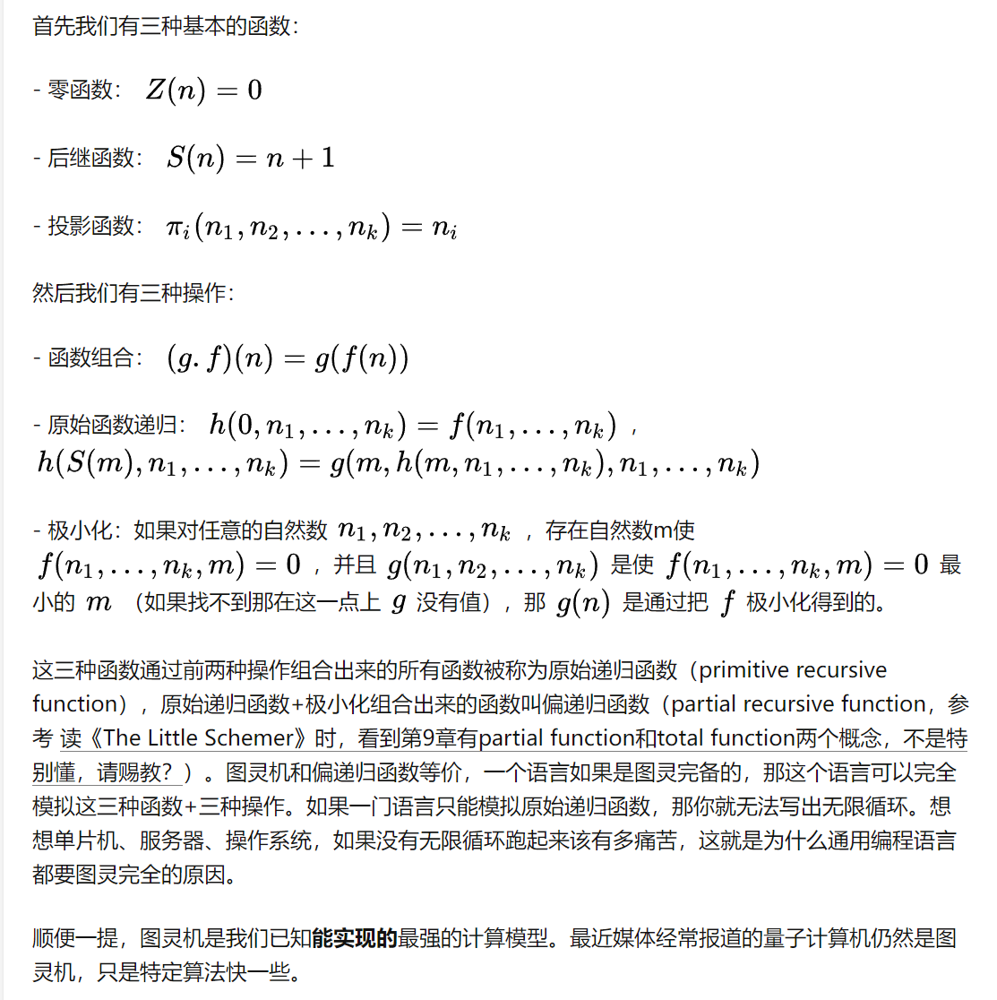 首先我们有三种基本的函数：
- 零函数： Z(n) = 0
- 后继函数： S(n) = n + 1
- 投影函数： π_i(n_1, n_2, ..., n_k) = n_i
然后我们有三种操作：
- 函数组合： (g. f)(n) = g(f(n))
- 原始函数递归： h(0, n_1, ..., n_k) = f(n_1, ..., n_k) ，
h(S(m), n_1, ..., n_k) = g(m, h(m, n_1, ..., n_k), n_1, ..., n_k)
- 极小化：如果对任意的自然数 n_1, n_2, ..., n_k ，存在自然数m使
f(n_1, ..., n_k, m) = 0 ，并且 g(n_1, n_2, ..., n_k) 是使 f(n_1, ..., n_k, m) = 0 最
小的 m （如果找不到那在这一点上 g 没有值），那 g(n) 是通过把 f 极小化得到的。
这三种函数通过前两种操作组合出来的所有函数被称为原始递归函数（primitive recursive
function），原始递归函数+极小化组合出来的函数叫偏递归函数（partial recursive function，参
考 读《The Little Schemer》时，看到第9章有partial function和total function两个概念，不是特
别懂，请赐教？）。图灵机和偏递归函数等价，一个语言如果是图灵完备的，那这个语言可以完全
模拟这三种函数+三种操作。如果一门语言只能模拟原始递归函数，那你就无法写出无限循环。想
想单片机、服务器、操作系统，如果没有无限循环跑起来该有多痛苦，这就是为什么通用编程语言
都要图灵完全的原因。
顺便一提，图灵机是我们已知能实现的最强的计算模型。最近媒体经常报道的量子计算机仍然是图
灵机，只是特定算法快一些。